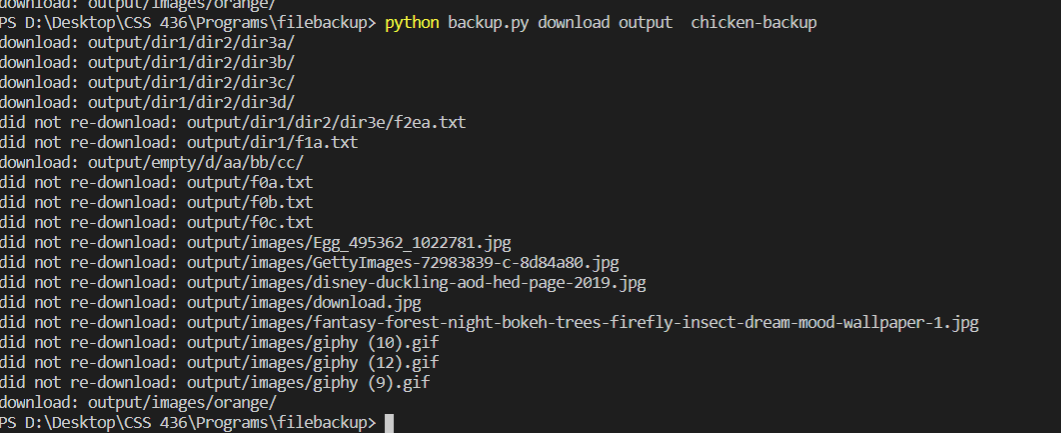 download: output/images/orange/
PS D:\Desktop\CSS 436\Programs\filebackup> python backup.py download output  chicken-backup
download: output/dir1/dir2/dir3a/
download: output/dir1/dir2/dir3b/
download: output/dir1/dir2/dir3c/
download: output/dir1/dir2/dir3d/
did not re-download: output/dir1/dir2/dir3e/f2ea.txt
did not re-download: output/dir1/f1a.txt
download: output/empty/d/aa/bb/cc/
did not re-download: output/f0a.txt
did not re-download: output/f0b.txt
did not re-download: output/f0c.txt
did not re-download: output/images/Egg_495362_1022781.jpg
did not re-download: output/images/GettyImages-72983839-c-8d84a80.jpg
did not re-download: output/images/disney-duckling-aod-hed-page-2019.jpg
did not re-download: output/images/download.jpg
did not re-download: output/images/fantasy-forest-night-bokeh-trees-firefly-insect-dream-mood-wallpaper-1.jpg
did not re-download: output/images/giphy (10).gif
did not re-download: output/images/giphy (12).gif
did not re-download: output/images/giphy (9).gif
download: output/images/orange/
PS D:\Desktop\CSS 436\Programs\filebackup>